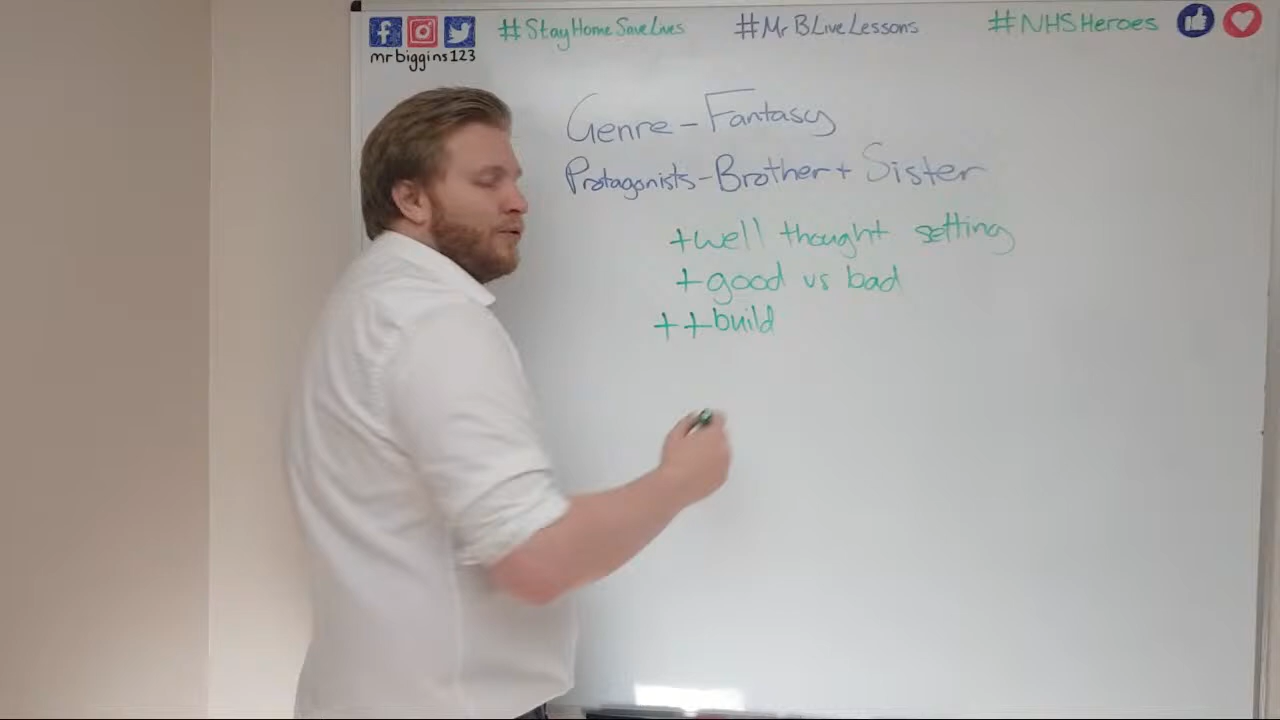 #StayHomeSaveLives #MrBLiveLessons #NHSHeroes
mrbiggins123
Genre - Fantasy
Protagonists - Brother + Sister
+ well thought setting
+ good vs bad
+ + build